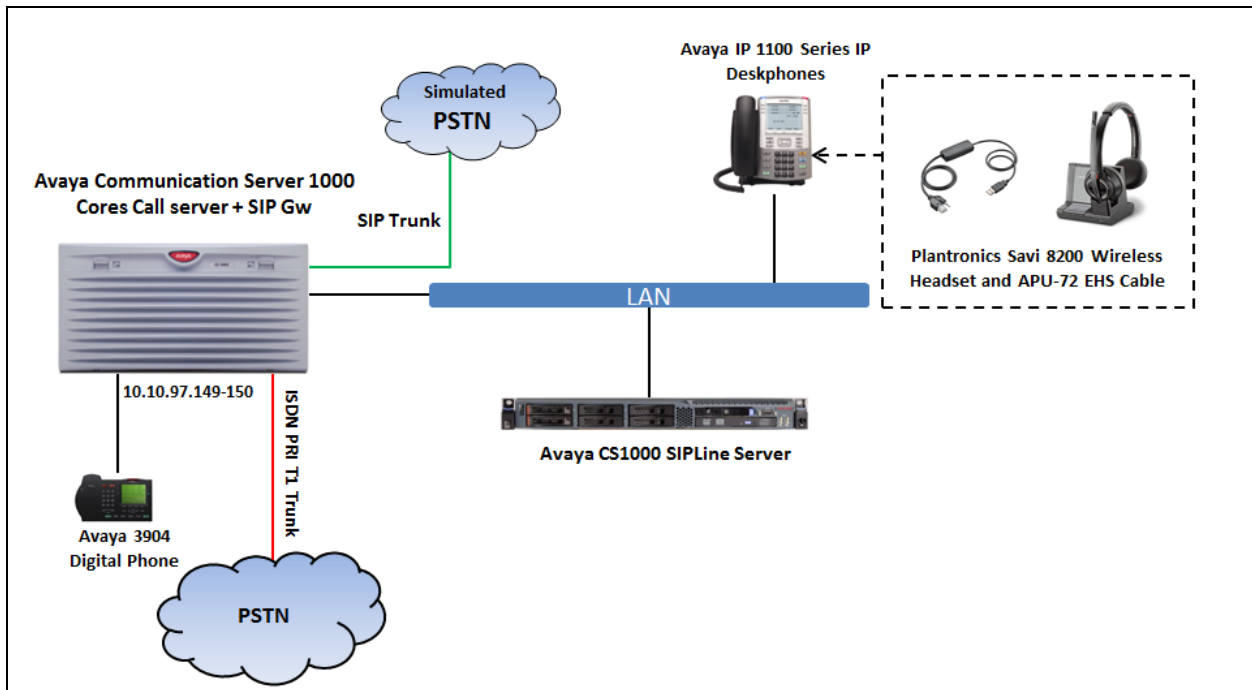 Avaya IP 1100 Series IP
Deskphones
Simulated
PSTN
Avaya Communication Server 1000
Cores Call server + SIP Gw
SIP Trunk
Plantronics Savi 8200 Wireless
Headset and APU-72 EHS Cable
LAN
10.10.97.149-150
ISDN PRI T1 Trunk
Avaya CS1000 SIPLine Server
Avaya 3904
Digital Phone
PSTN